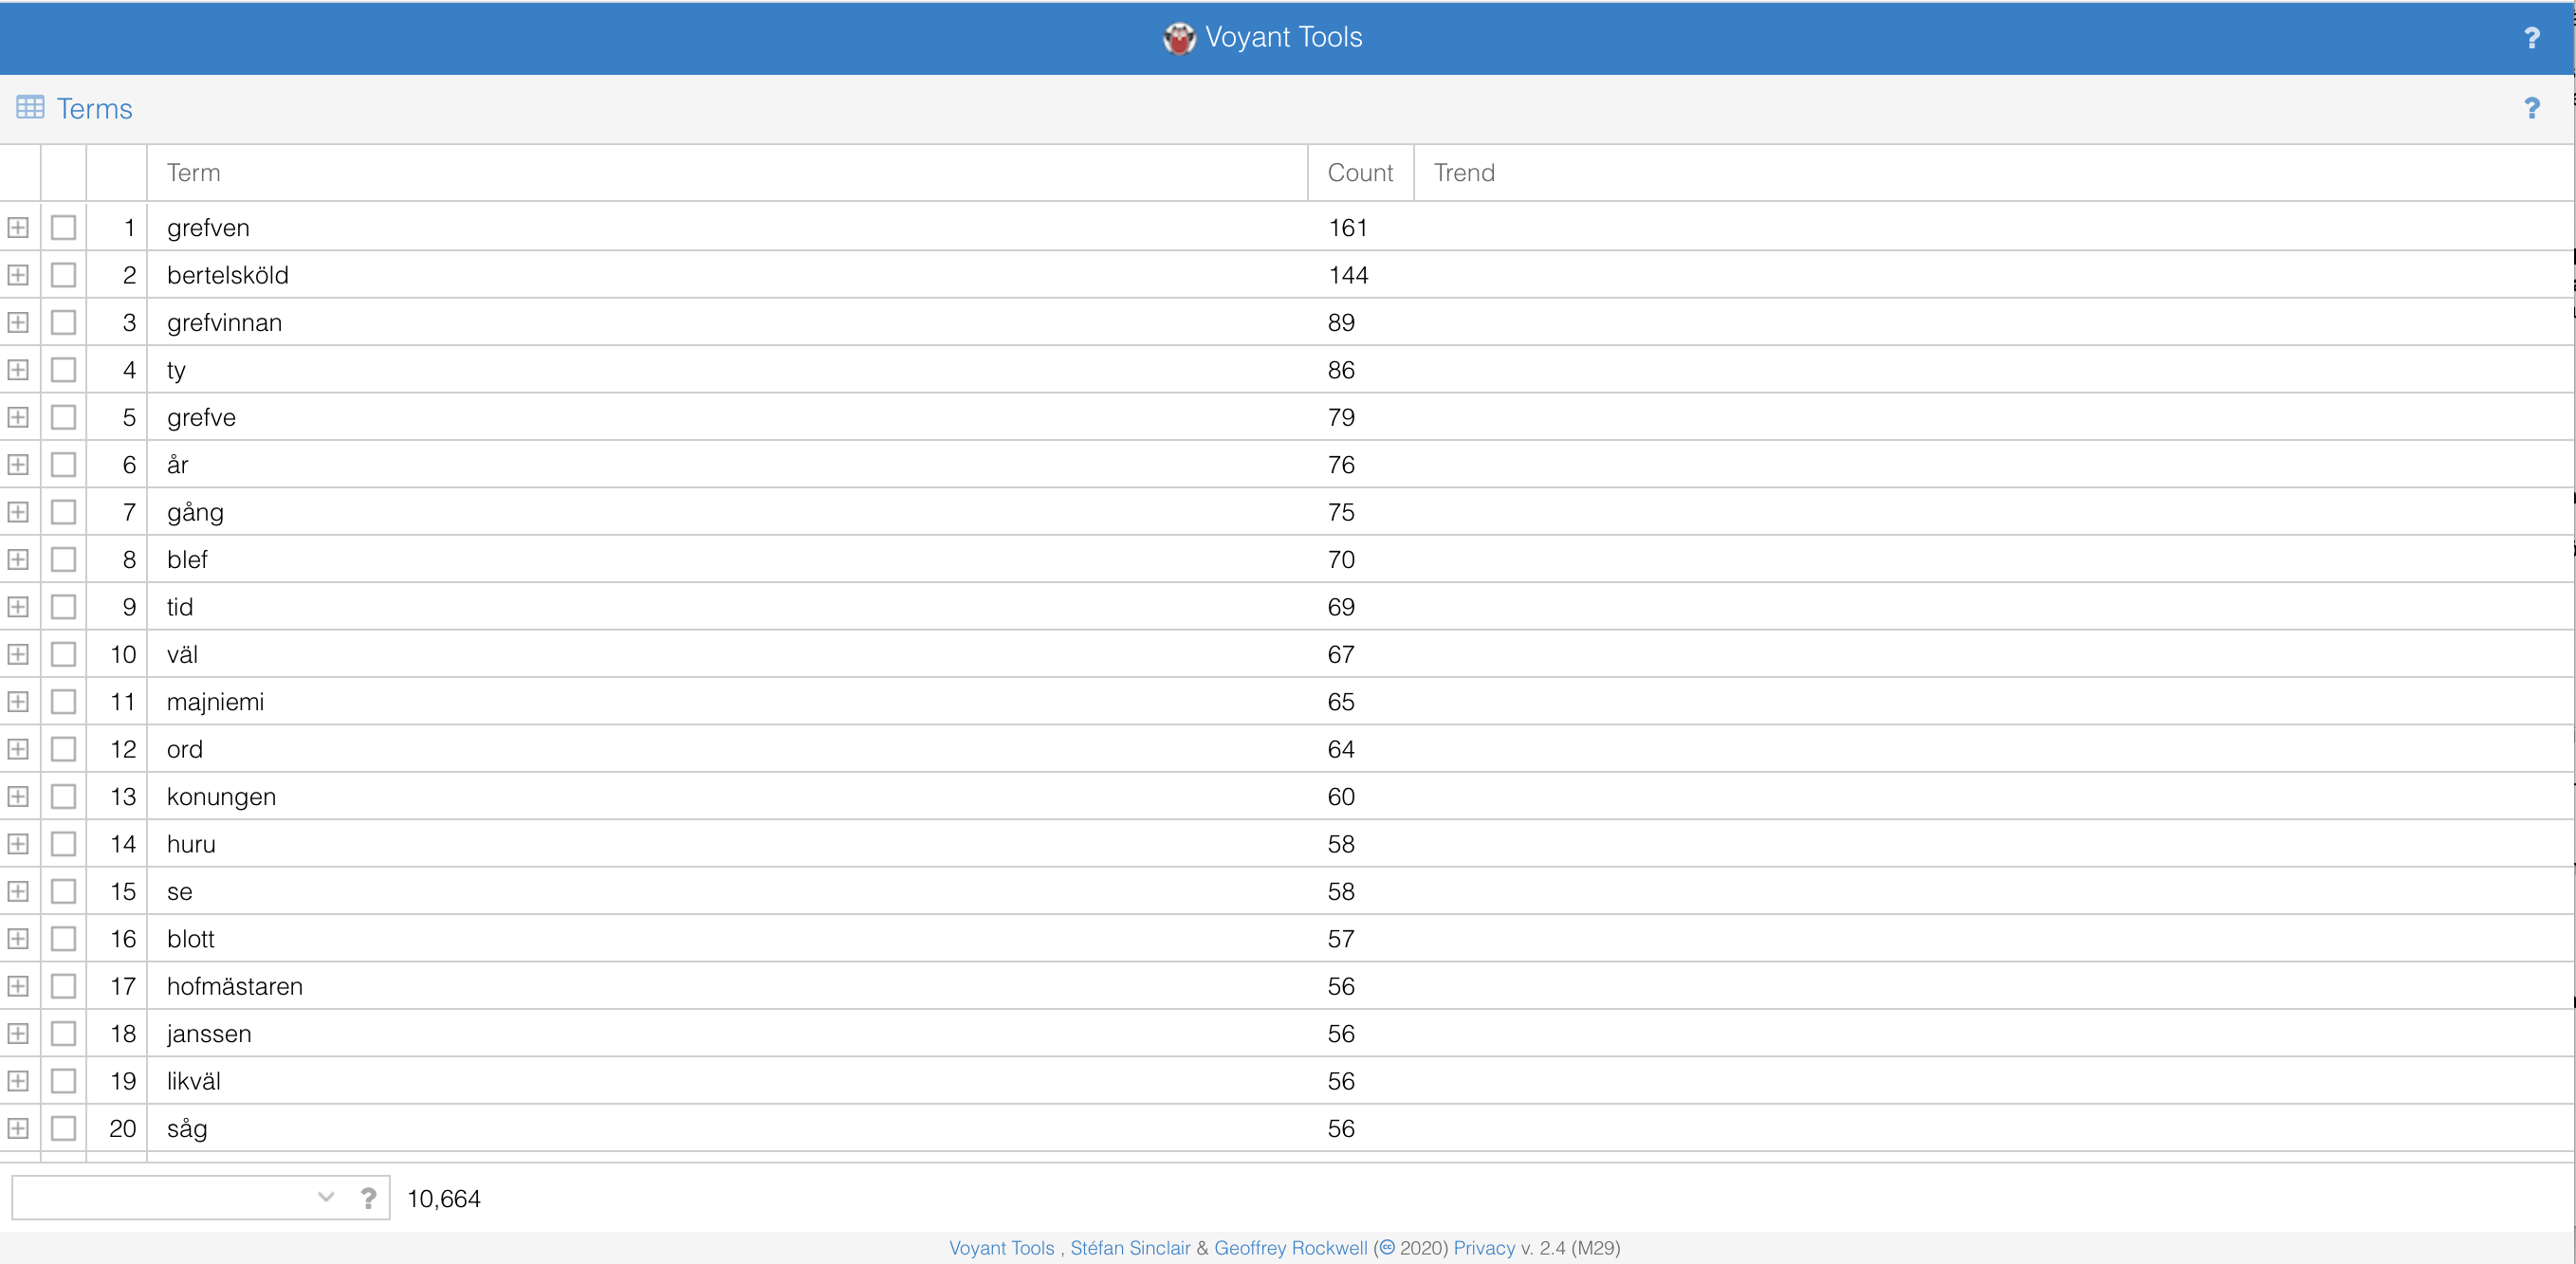 Voyant Tools ?
Terms ?
Term Count Trend
1 grefven 161
2 bertelsköld 144
3 grefvinnan 89
4 ty 86
5 grefve 79
6 år 76
7 gång 75
8 blef 70
9 tid 69
10 väl 67
11 majniemi 65
12 ord 64
13 konungen 60
14 huru 58
15 se 58
16 blott 57
17 hofmästaren 56
18 janssen 56
19 likväl 56
20 såg 56
? 10,664
Voyant Tools , Stéfan Sinclair & Geoffrey Rockwell (cc 2020) Privacy v. 2.4 (M29)